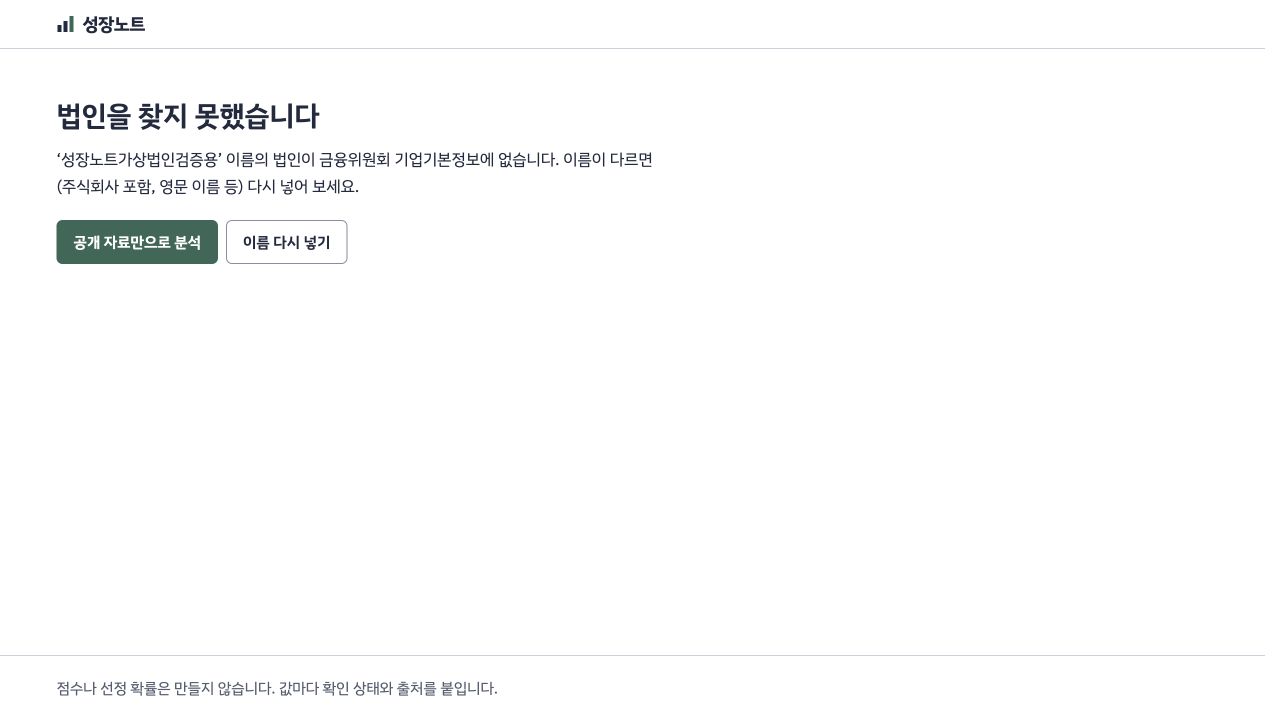 성장노트
법인을 찾지 못했습니다
‘성장노트가상법인검증용’ 이름의 법인이 금융위원회 기업기본정보에 없습니다. 이름이 다르면
(주식회사 포함, 영문 이름 등) 다시 넣어 보세요.
공개 자료만으로 분석
이름 다시 넣기
점수나 선정 확률은 만들지 않습니다. 값마다 확인 상태와 출처를 붙입니다.